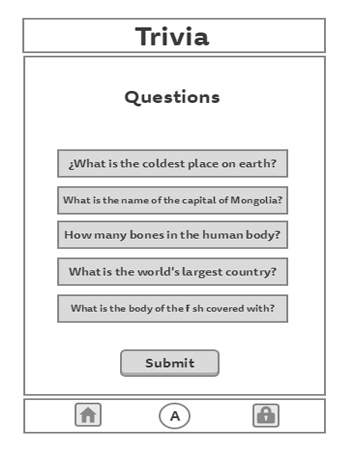 Trivia
Questions
¿What is the coldest place on earth?
What is the name of the capital of Mongolia?
How many bones in the human body?
What is the world's largest country?
What is the body of the f sh covered with?
Submit
A